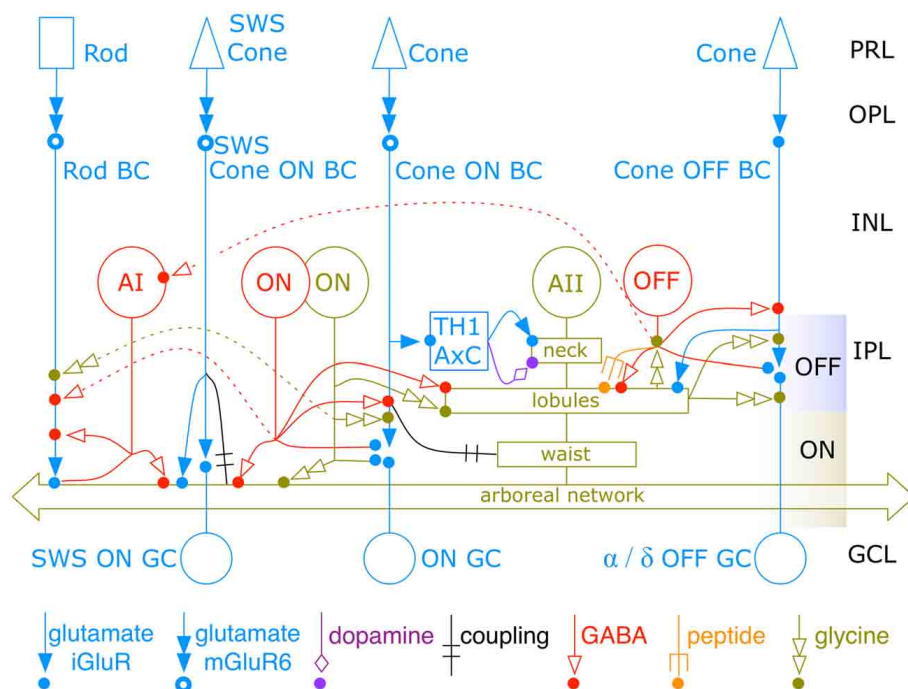 Rod
SWS
Cone
Cone
Cone
PRL
OPL
SWS
Rod BC
Cone ON BC
Cone ON BC
Cone OFF BC
INL
AI
ON
ON
AII
OFF
TH1
AxC
neck
lobules
OFF
IPL
waist
ON
arboreal network
SWS ON GC
ON GC
α / δ OFF GC
GCL
glutamate
iGluR
glutamate
mGluR6
dopamine
coupling
GABA
peptide
glycine